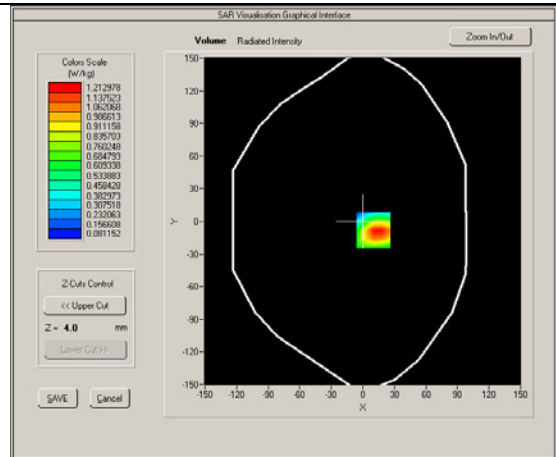 SAR Visualisation Graphical Interface
Volume Radiated Intensity
Zoom In/Out
Colors Scale
(W/kg)
1.212978
1.137523
1.062068
0.986613
0.911158
0.835703
0.760248
0.684793
0.609338
0.533883
0.458428
0.382973
0.307518
0.232063
0.156608
0.081152
Z-Cuts Control
<< Upper Cut
Z = 4.0 mm
Lower Cut >>
SAVE Cancel
150
120
90
60
30
0
-30
-60
-90
-120
-150
Y
-150 -120 -90 -60 -30 0 30 60 90 120 150
X